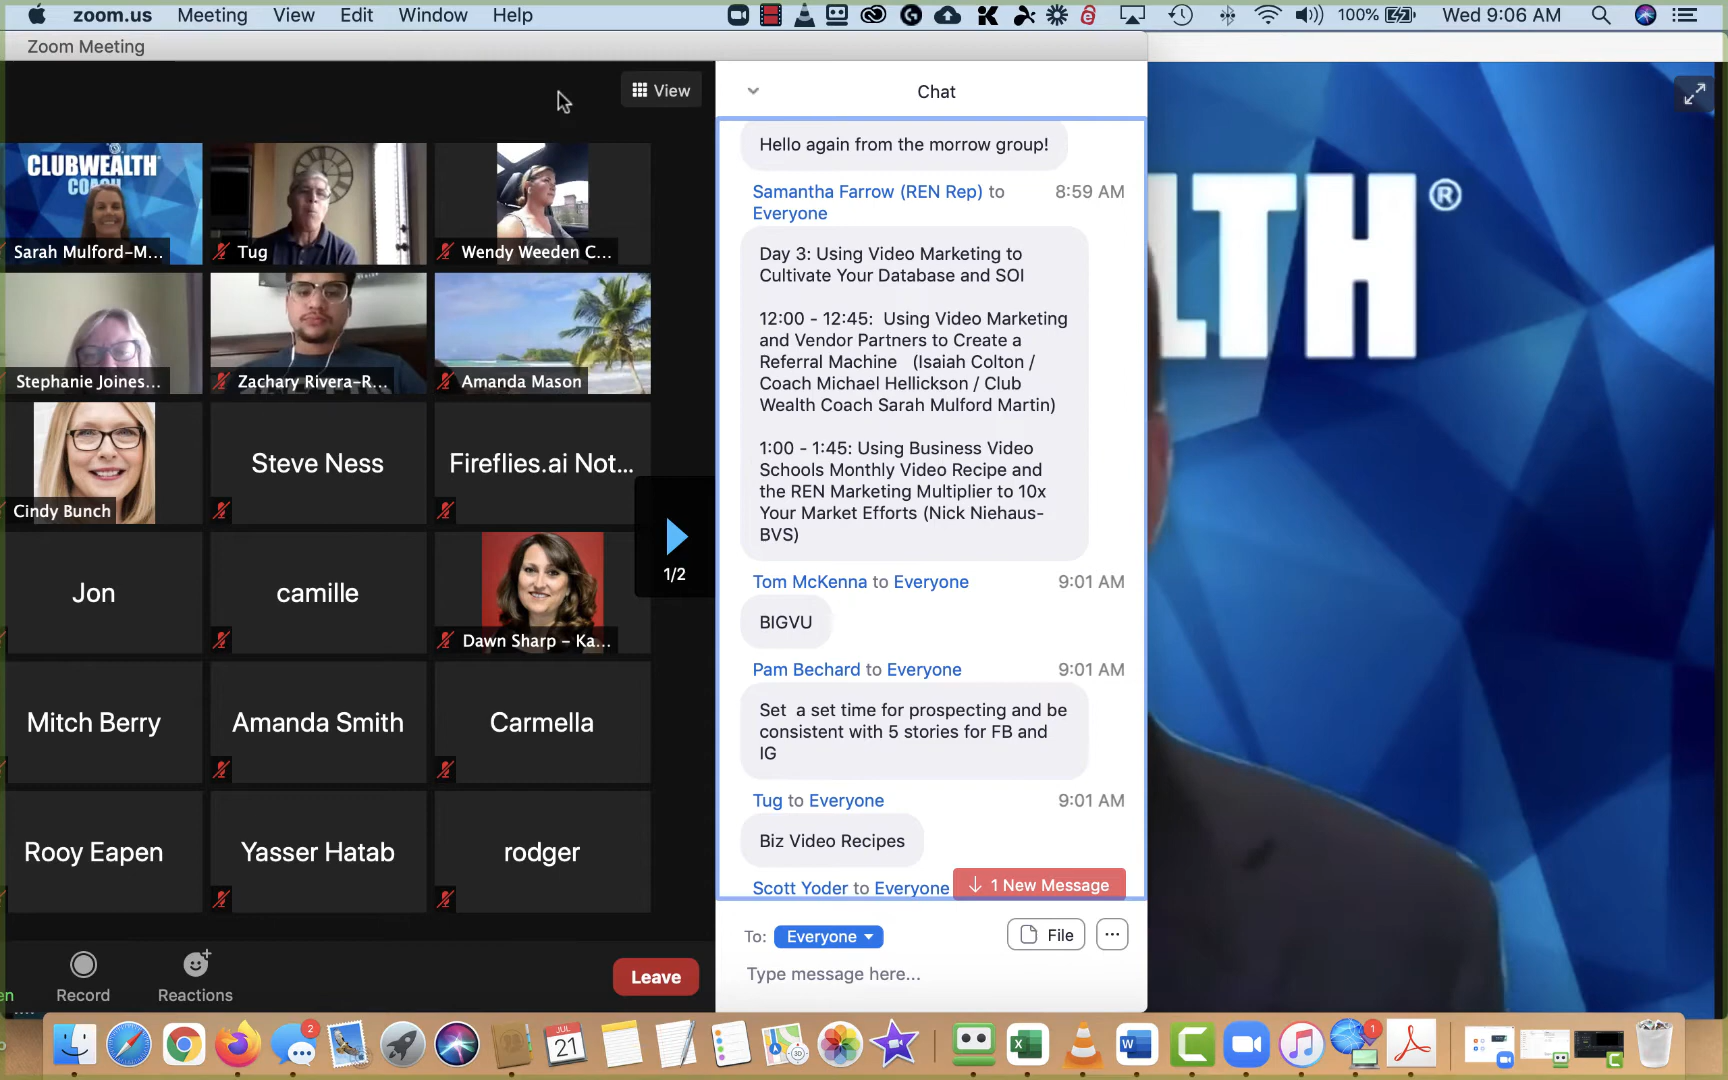 zoom.us Meeting View Edit Window Help
100% Wed 9:06 AM
Zoom Meeting
View
CLUBWEALTH®
COACH
Sarah Mulford-M...
Tug
Wendy Weeden C...
Stephanie Joines...
Zachary Rivera-R...
Amanda Mason
Cindy Bunch
Steve Ness
Fireflies.ai Not...
1/2
Jon
camille
Dawn Sharp - Ka...
Mitch Berry
Amanda Smith
Carmella
Rooy Eapen
Yasser Hatab
rodger
en
Record
Reactions
Leave
Chat
Hello again from the morrow group!
Samantha Farrow (REN Rep) to
Everyone
8:59 AM
Day 3: Using Video Marketing to
Cultivate Your Database and SOI
12:00 - 12:45: Using Video Marketing
and Vendor Partners to Create a
Referral Machine (Isaiah Colton /
Coach Michael Hellickson / Club
Wealth Coach Sarah Mulford Martin)
1:00 - 1:45: Using Business Video
Schools Monthly Video Recipe and
the REN Marketing Multiplier to 10x
Your Market Efforts (Nick Niehaus-
BVS)
Tom McKenna to Everyone 9:01 AM
BIGVU
Pam Bechard to Everyone 9:01 AM
Set a set time for prospecting and be
consistent with 5 stories for FB and
IG
Tug to Everyone 9:01 AM
Biz Video Recipes
Scott Yoder to Everyone
1 New Message
To: Everyone
File
Type message here...
LTH®
2
JUL
21
3D
X
W
1